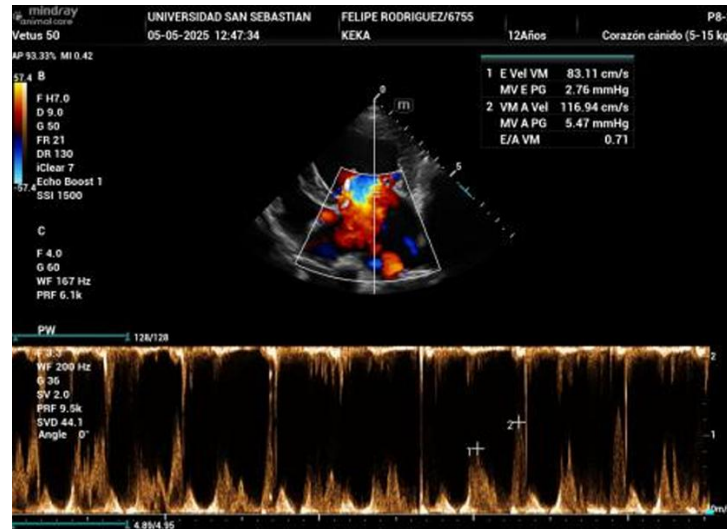 mindray
animal care
UNIVERSIDAD SAN SEBASTIAN
FELIPE RODRIGUEZ/6755
P8-
Vetus 50
05-05-2025 12:47:34
KEKA
12Años
Corazón cánido (5-15 kg
AP 93.33% MI 0.42
57.4
-57.4
B
F H7.0
D 9.0
G 50
FR 21
DR 130
iClear 7
Echo Boost 1
SSI 1500
C
F 4.0
G 60
WF 167 Hz
PRF 6.1k
0
m
5
1 E Vel VM 83.11 cm/s
MV E PG 2.76 mmHg
2 VM A Vel 116.94 cm/s
MV A PG 5.47 mmHg
E/A VM 0.71
PW
128/128
F 3.3
WF 200 Hz
G 36
SV 2.0
PRF 9.5k
SVD 44.1
Angle 0°
1
2
2
1
4.89/4.95